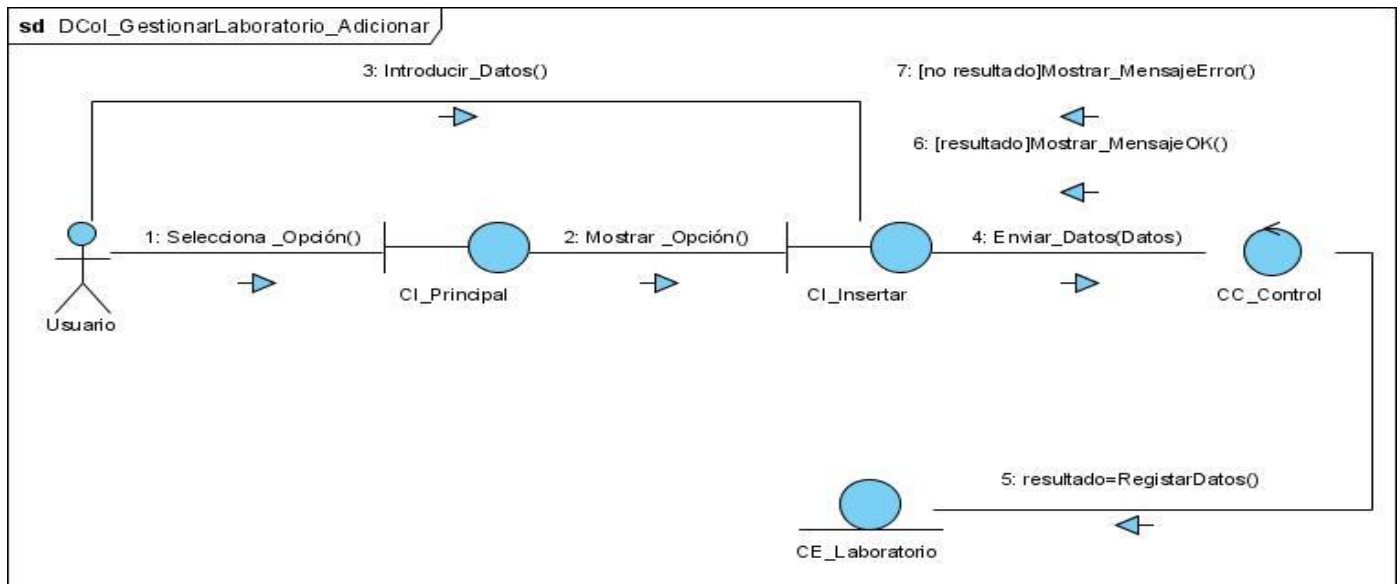 sd DCol_GestionarLaboratorio_Adicionar
3: Introducir_Datos()
7: [no resultado]Mostrar_MensajeError()
6: [resultado]Mostrar_MensajeOK()
1: Selecciona _Opción()
2: Mostrar _Opción()
4: Enviar_Datos(Datos)
CI_Principal
CI_Insertar
CC_Control
Usuario
5: resultado=RegistarDatos()
CE_Laboratorio